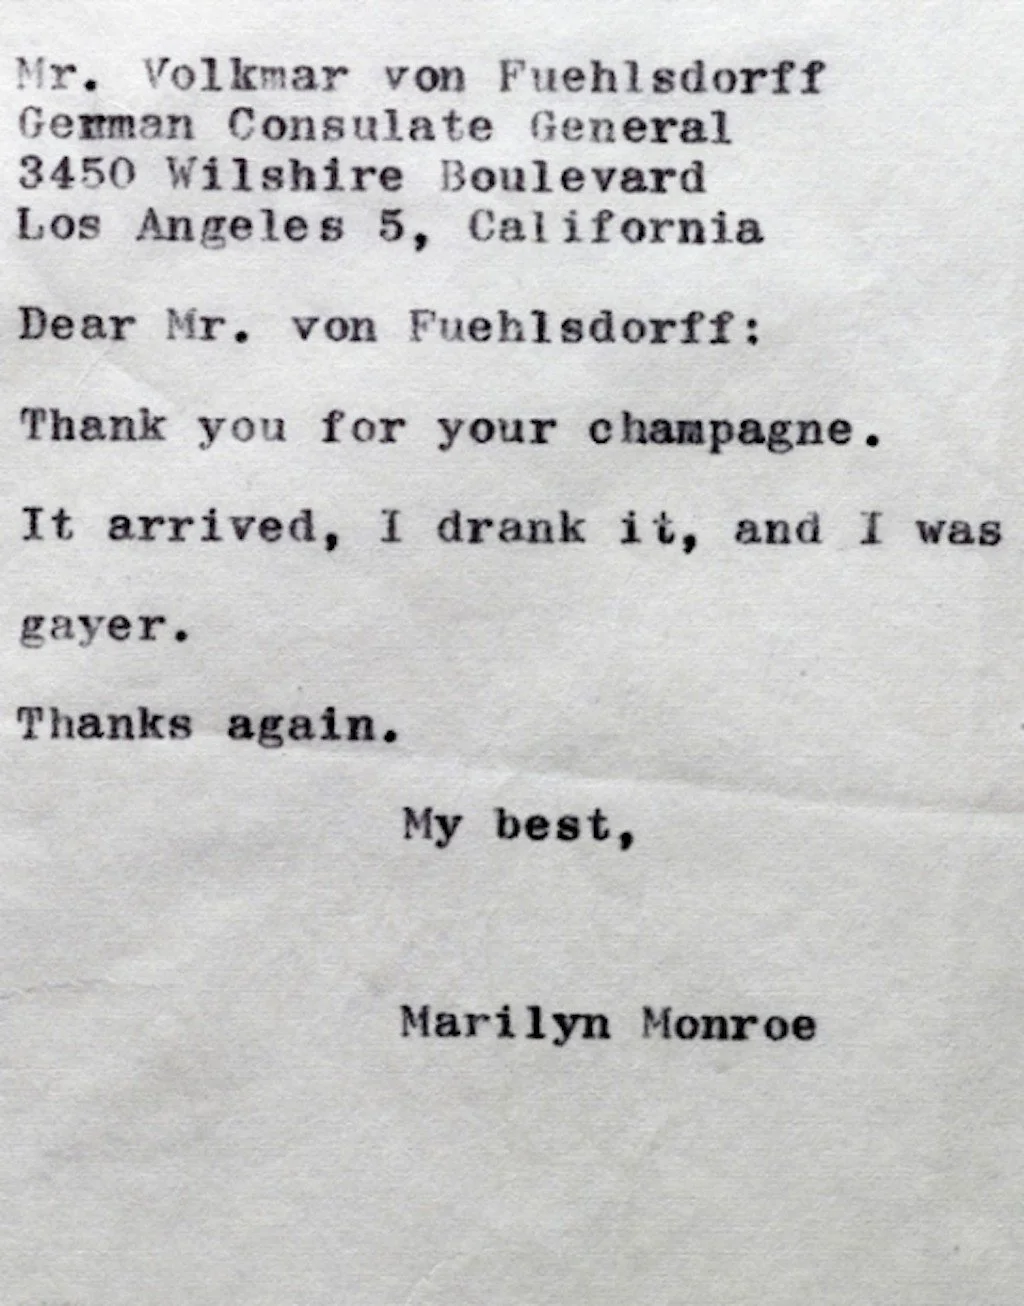 Mr. Volkmar von Fuehlsdorff
German Consulate General
3450 Wilshire Boulevard
Los Angeles 5, California
Dear Mr. von Fuehlsdorff:
Thank you for your champagne.
It arrived, I drank it, and I was
gayer.
Thanks again.
My best,
Marilyn Monroe